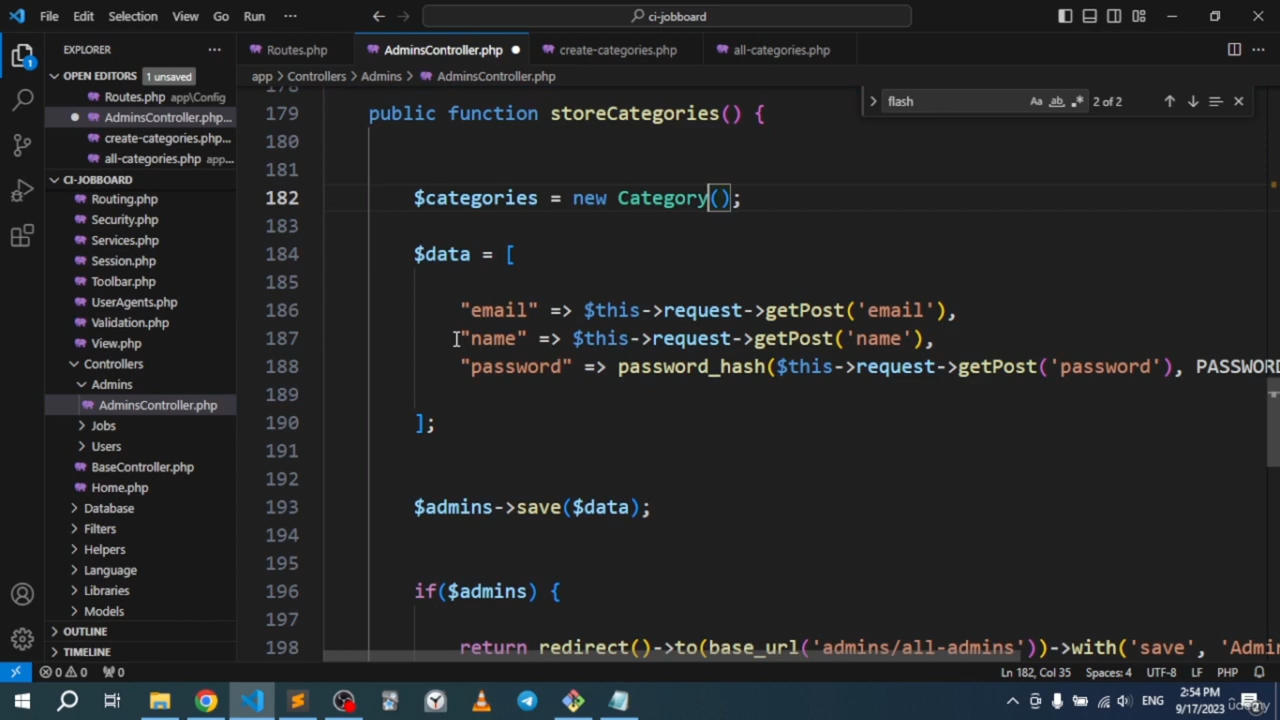 File Edit Selection View Go Run ··· ci-jobboard
EXPLORER ··· Routes.php AdminsController.php create-categories.php all-categories.php
OPEN EDITORS 1 unsaved
Routes.php app\Config
AdminsController.php...
create-categories.php...
all-categories.php app...
app > Controllers > Admins > AdminsController.php
flash Aa ab .* 2 of 2
CI-JOBBOARD
Routing.php
Security.php
Services.php
Session.php
Toolbar.php
UserAgents.php
Validation.php
View.php
Controllers
Admins
AdminsController.php
Jobs
Users
BaseController.php
Home.php
Database
Filters
Helpers
Language
Libraries
Models
OUTLINE
TIMELINE
178
179 public function storeCategories() {
180
181
182 $categories = new Category();
183
184 $data = [
185
186 "email" => $this->request->getPost('email'),
187 "name" => $this->request->getPost('name'),
188 "password" => password_hash($this->request->getPost('password'), PASSWORD
189
190 ];
191
192
193 $admins->save($data);
194
195
196 if($admins) {
197
198 return redirect()->to(base_url('admins/all-admins'))->with('save', 'Admi
0 0 0 Ln 182, Col 35 Spaces: 4 UTF-8 LF PHP
ENG 2:54 PM
9/17/2023
udemy